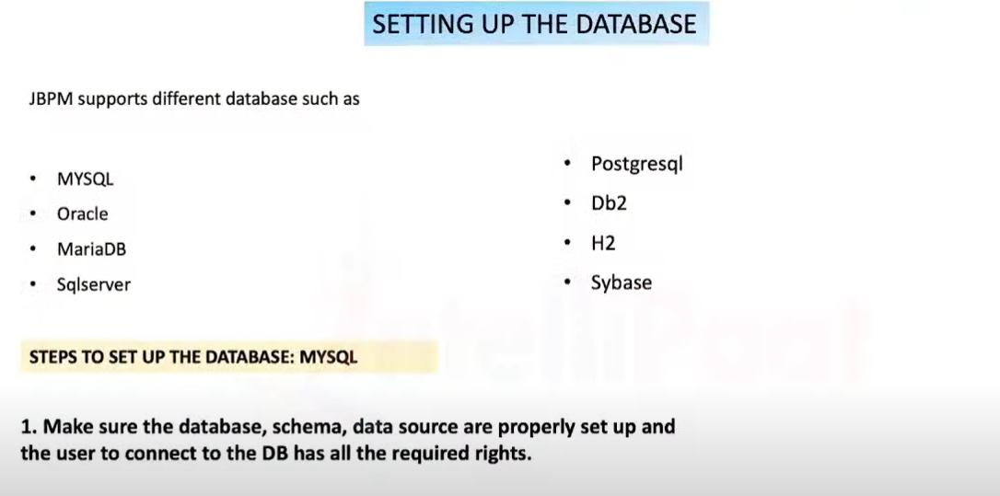 SETTING UP THE DATABASE
JBPM supports different database such as
MYSQL
Oracle
MariaDB
Sqlserver
Postgresql
Db2
H2
Sybase
STEPS TO SET UP THE DATABASE: MYSQL
1. Make sure the database, schema, data source are properly set up and
the user to connect to the DB has all the required rights.
IntelliPaat